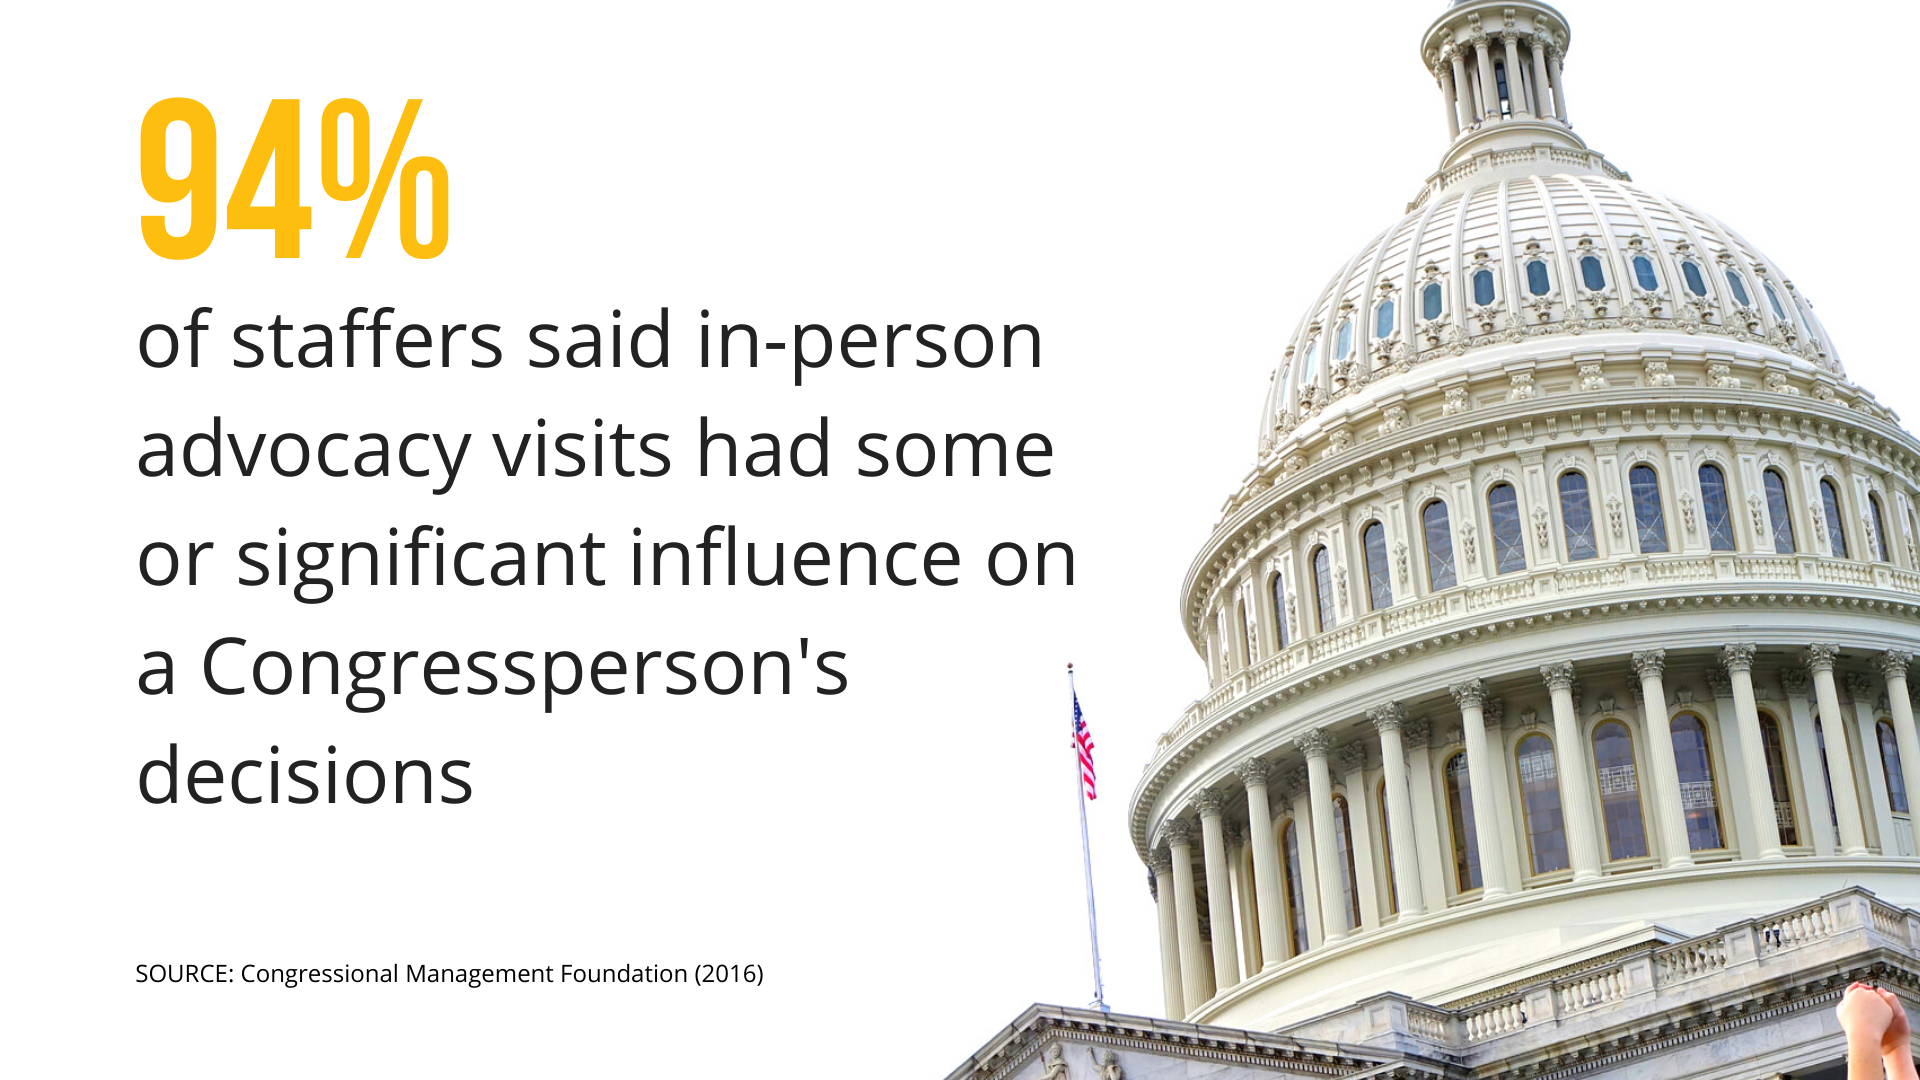 94%
of staffers said in-person
advocacy visits had some
or significant influence on
a Congressperson's
decisions
SOURCE: Congressional Management Foundation (2016)